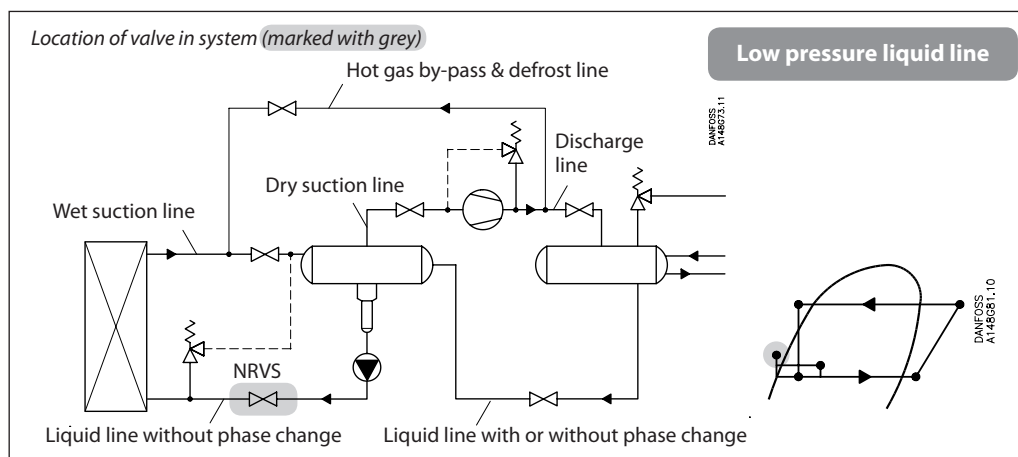 Location of valve in system (marked with grey)
Low pressure liquid line
Hot gas by-pass & defrost line
DANFOSS
A148G73.11
Discharge
line
Dry suction line
Wet suction line
DANFOSS
A148G81.10
NRVS
Liquid line without phase change
Liquid line with or without phase change